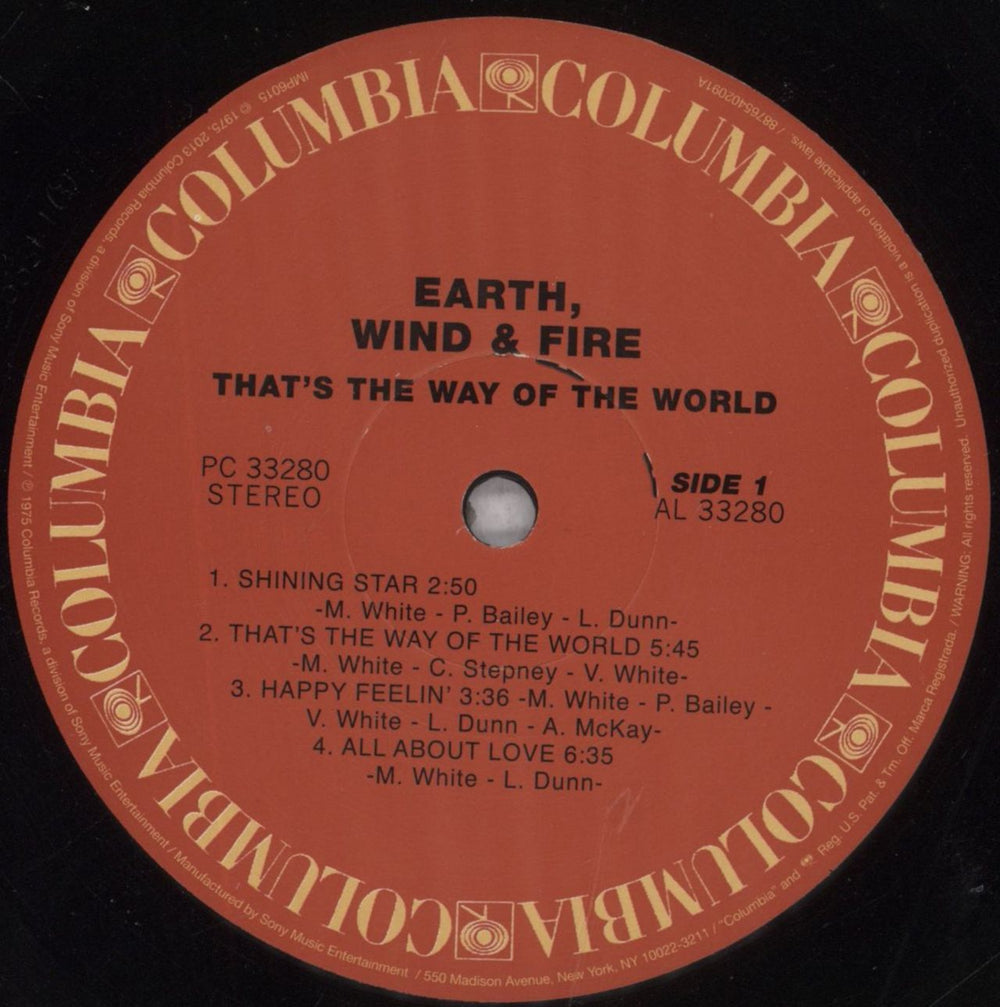 COLUMBIA COLUMBIA COLUMBIA COLUMBIA COLUMBIA COLUMBIA
EARTH,
WIND & FIRE
THAT'S THE WAY OF THE WORLD
PC 33280
STEREO
SIDE 1
AL 33280
1. SHINING STAR 2:50
-M. White - P. Bailey - L. Dunn-
2. THAT'S THE WAY OF THE WORLD 5:45
-M. White - C. Stepney - V. White-
3. HAPPY FEELIN' 3:36 -M. White - P. Bailey -
V. White - L. Dunn - A. McKay-
4. ALL ABOUT LOVE 6:35
-M. White - L. Dunn-
IMP6015
© 1975, 2013 Columbia Records, a division of Sony Music Entertainment / ℗ 1975 Columbia Records, a division of Sony Music Entertainment / Manufactured by Sony Music Entertainment / 550 Madison Avenue, New York, NY 10022-3211 / "Columbia" and Reg. U.S. Pat. & Tm. Off. Marca Registrada. / WARNING: All rights reserved. Unauthorized duplication is a violation of applicable laws. / 88765402091A